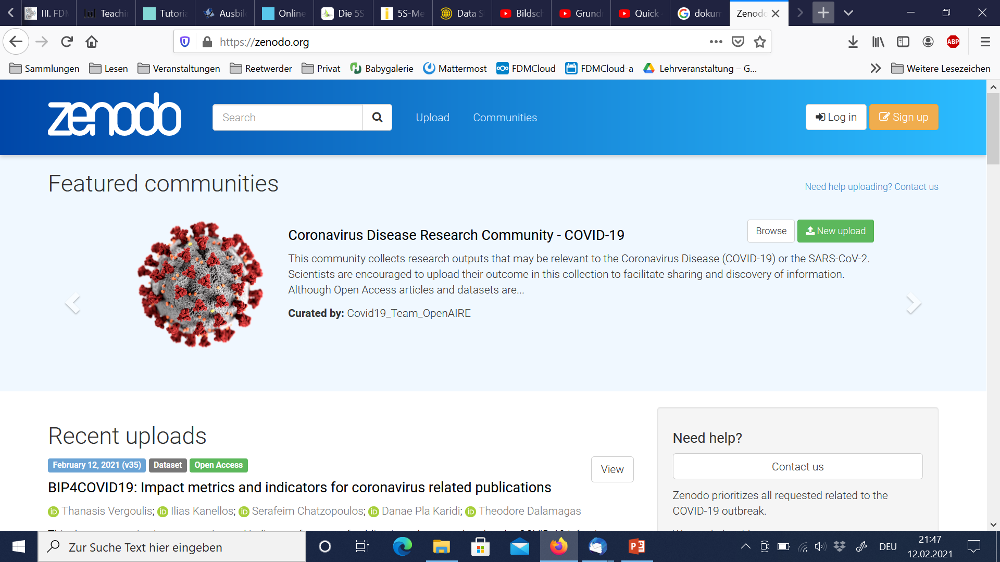 III. FDM Teachi Tutoria Ausbil Online Die 5S 5S-Me Data S Bildsch Grund Quick dokum Zenodo
https://zenodo.org
ABP
Sammlungen Lesen Veranstaltungen Reetwerder Privat Babygalerie Mattermost FDMCloud FDMCloud-a Lehrveranstaltung – G... Weitere Lesezeichen
zenodo
Search
Upload
Communities
Log in
Sign up
Featured communities
Need help uploading? Contact us
Coronavirus Disease Research Community - COVID-19
Browse
New upload
This community collects research outputs that may be relevant to the Coronavirus Disease (COVID-19) or the SARS-CoV-2.
Scientists are encouraged to upload their outcome in this collection to facilitate sharing and discovery of information.
Although Open Access articles and datasets are...
Curated by: Covid19_Team_OpenAIRE
Recent uploads
February 12, 2021 (v35) Dataset Open Access
View
BIP4COVID19: Impact metrics and indicators for coronavirus related publications
iD Thanasis Vergoulis; iD Ilias Kanellos; iD Serafeim Chatzopoulos; iD Danae Pla Karidi; iD Theodore Dalamagas
Need help?
Contact us
Zenodo prioritizes all requested related to the
COVID-19 outbreak.
Zur Suche Text hier eingeben
DEU
21:47
12.02.2021